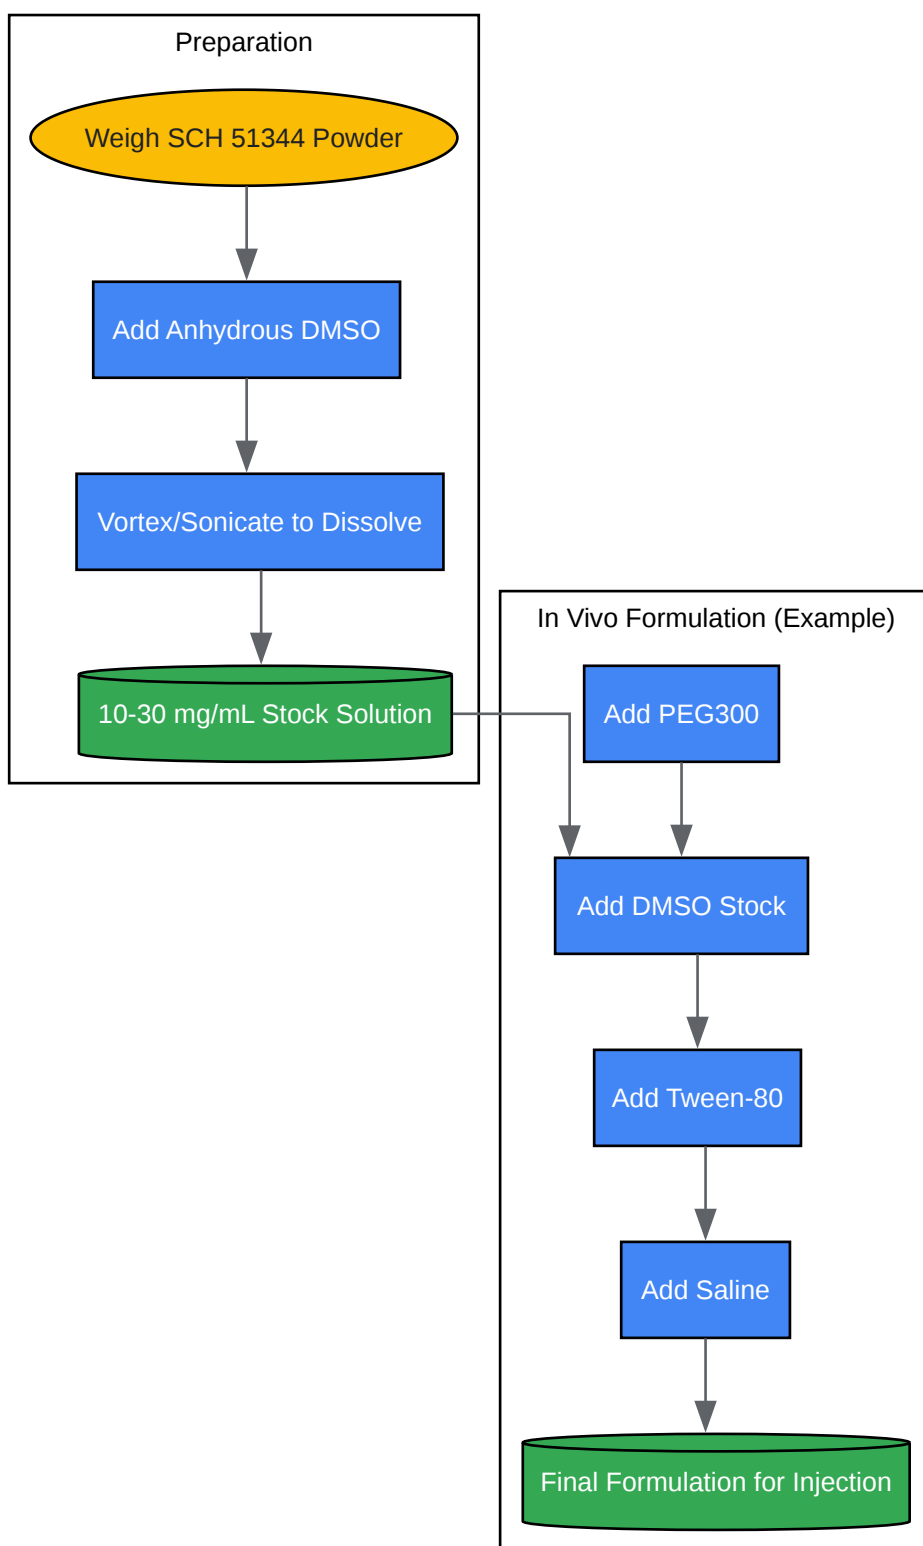 Preparation
Weigh SCH 51344 Powder
Add Anhydrous DMSO
Vortex/Sonicate to Dissolve
10-30 mg/mL Stock Solution
In Vivo Formulation (Example)
Add PEG300
Add DMSO Stock
Add Tween-80
Add Saline
Final Formulation for Injection